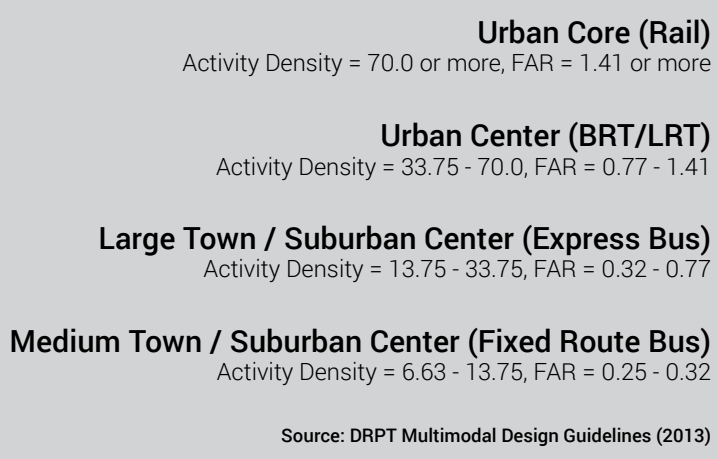 Urban Core (Rail)
Activity Density = 70.0 or more, FAR = 1.41 or more
Urban Center (BRT/LRT)
Activity Density = 33.75 - 70.0, FAR = 0.77 - 1.41
Large Town / Suburban Center (Express Bus)
Activity Density = 13.75 - 33.75, FAR = 0.32 - 0.77
Medium Town / Suburban Center (Fixed Route Bus)
Activity Density = 6.63 - 13.75, FAR = 0.25 - 0.32
Source: DRPT Multimodal Design Guidelines (2013)